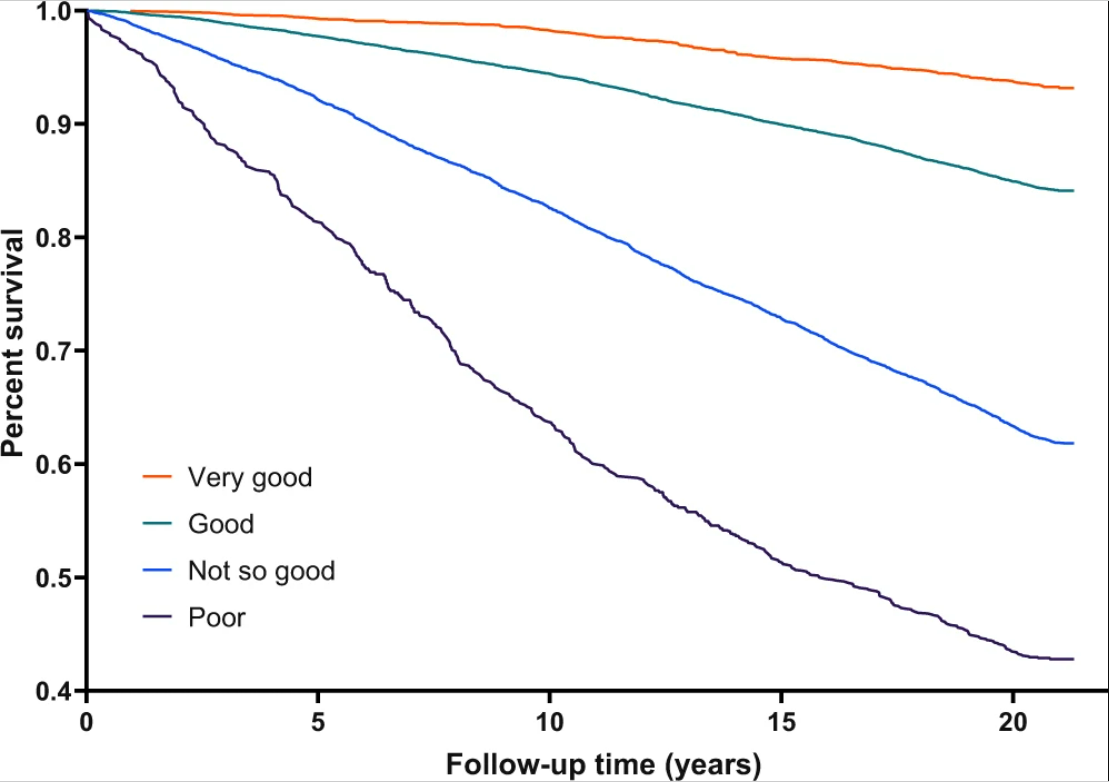 1.0
0.9
0.8
0.7
0.6
0.5
0.4
Percent survival
Very good
Good
Not so good
Poor
0 5 10 15 20
Follow-up time (years)